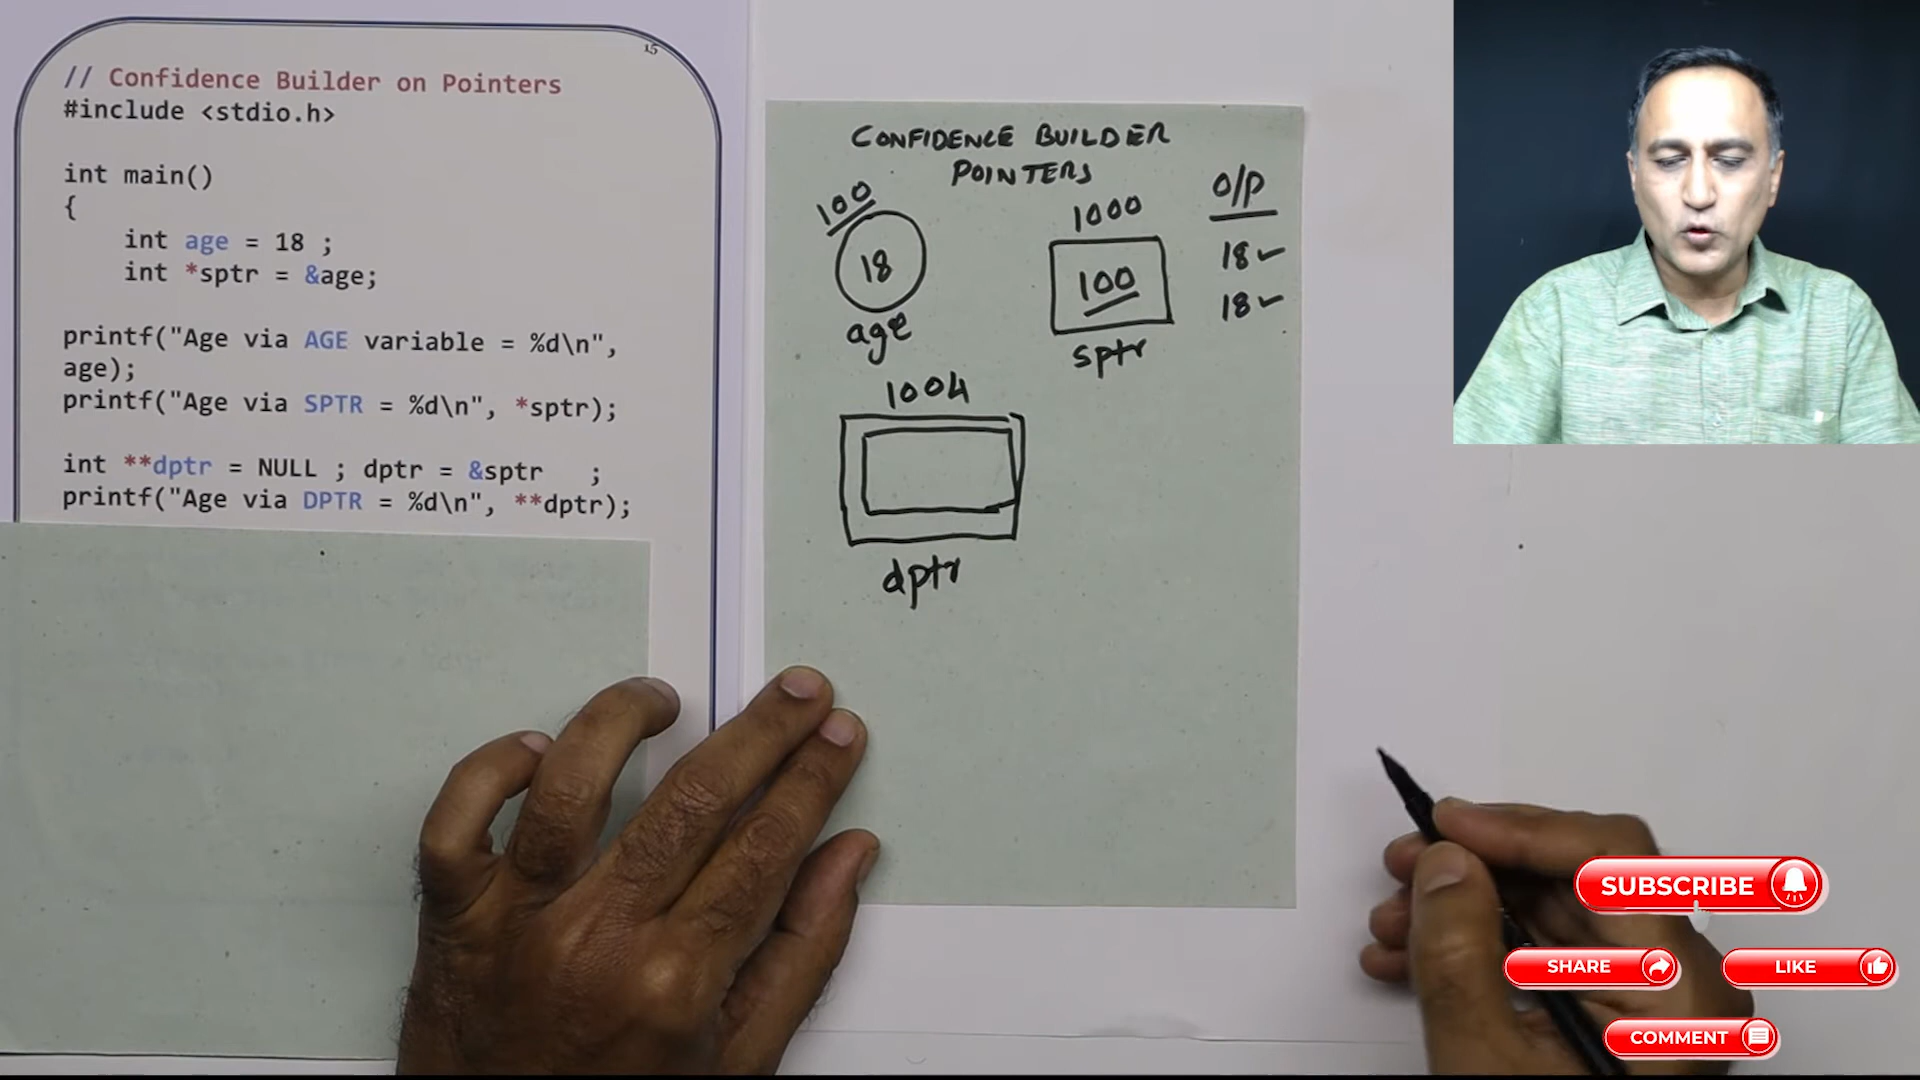 15
// Confidence Builder on Pointers
#include <stdio.h>
int main()
{
int age = 18 ;
int *sptr = &age;
printf("Age via AGE variable = %d\n",
age);
printf("Age via SPTR = %d\n", *sptr);
int **dptr = NULL ; dptr = &sptr ;
printf("Age via DPTR = %d\n", **dptr);
CONFIDENCE BUILDER
POINTERS
100
18
age
1000
100
sptr
O/P
18
18
1004
dptr
SUBSCRIBE
SHARE
LIKE
COMMENT